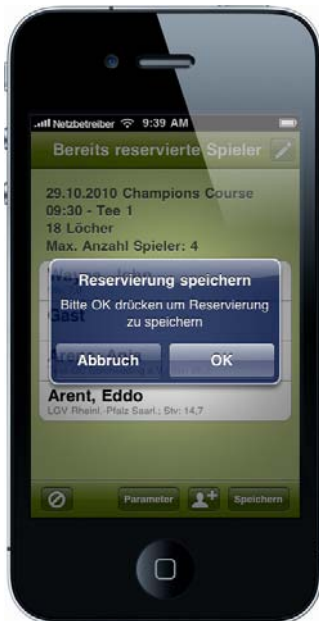 Netzbetreiber 9:39 AM
Bereits reservierte Spieler
29.10.2010 Champions Course
09:30 - Tee 1
18 Löcher
Max. Anzahl Spieler: 4
Reservierung speichern
Bitte OK drücken um Reservierung
zu speichern
Gast
Abbruch OK
Arent, Eddo
LGV Rheinl.-Pfalz Saarl.; Stv: 14,7
Parameter Speichern